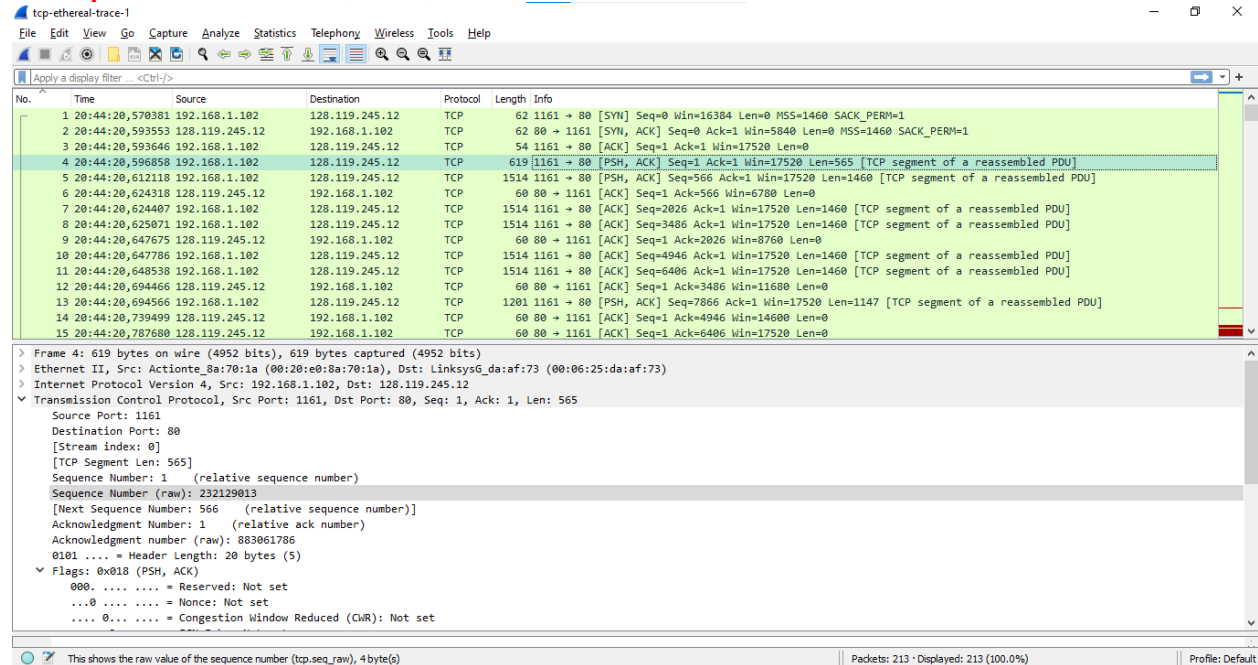 tcp-ethereal-trace-1
File Edit View Go Capture Analyze Statistics Telephony Wireless Tools Help
Apply a display filter ... <Ctrl-/>
No. Time Source Destination Protocol Length Info
1 20:44:20,570381 192.168.1.102 128.119.245.12 TCP 62 1161 → 80 [SYN] Seq=0 Win=16384 Len=0 MSS=1460 SACK_PERM=1
2 20:44:20,593553 128.119.245.12 192.168.1.102 TCP 62 80 → 1161 [SYN, ACK] Seq=0 Ack=1 Win=5840 Len=0 MSS=1460 SACK_PERM=1
3 20:44:20,593646 192.168.1.102 128.119.245.12 TCP 54 1161 → 80 [ACK] Seq=1 Ack=1 Win=17520 Len=0
4 20:44:20,596858 192.168.1.102 128.119.245.12 TCP 619 1161 → 80 [PSH, ACK] Seq=1 Ack=1 Win=17520 Len=565 [TCP segment of a reassembled PDU]
5 20:44:20,612118 192.168.1.102 128.119.245.12 TCP 1514 1161 → 80 [PSH, ACK] Seq=566 Ack=1 Win=17520 Len=1460 [TCP segment of a reassembled PDU]
6 20:44:20,624318 128.119.245.12 192.168.1.102 TCP 60 80 → 1161 [ACK] Seq=1 Ack=566 Win=6780 Len=0
7 20:44:20,624407 192.168.1.102 128.119.245.12 TCP 1514 1161 → 80 [ACK] Seq=2026 Ack=1 Win=17520 Len=1460 [TCP segment of a reassembled PDU]
8 20:44:20,625071 192.168.1.102 128.119.245.12 TCP 1514 1161 → 80 [ACK] Seq=3486 Ack=1 Win=17520 Len=1460 [TCP segment of a reassembled PDU]
9 20:44:20,647675 128.119.245.12 192.168.1.102 TCP 60 80 → 1161 [ACK] Seq=1 Ack=2026 Win=8760 Len=0
10 20:44:20,647786 192.168.1.102 128.119.245.12 TCP 1514 1161 → 80 [ACK] Seq=4946 Ack=1 Win=17520 Len=1460 [TCP segment of a reassembled PDU]
11 20:44:20,648538 192.168.1.102 128.119.245.12 TCP 1514 1161 → 80 [ACK] Seq=6406 Ack=1 Win=17520 Len=1460 [TCP segment of a reassembled PDU]
12 20:44:20,694466 128.119.245.12 192.168.1.102 TCP 60 80 → 1161 [ACK] Seq=1 Ack=3486 Win=11680 Len=0
13 20:44:20,694566 192.168.1.102 128.119.245.12 TCP 1201 1161 → 80 [PSH, ACK] Seq=7866 Ack=1 Win=17520 Len=1147 [TCP segment of a reassembled PDU]
14 20:44:20,739499 128.119.245.12 192.168.1.102 TCP 60 80 → 1161 [ACK] Seq=1 Ack=4946 Win=14600 Len=0
15 20:44:20,787680 128.119.245.12 192.168.1.102 TCP 60 80 → 1161 [ACK] Seq=1 Ack=6406 Win=17520 Len=0
Frame 4: 619 bytes on wire (4952 bits), 619 bytes captured (4952 bits)
Ethernet II, Src: Actionte_8a:70:1a (00:20:e0:8a:70:1a), Dst: LinksysG_da:af:73 (00:06:25:da:af:73)
Internet Protocol Version 4, Src: 192.168.1.102, Dst: 128.119.245.12
Transmission Control Protocol, Src Port: 1161, Dst Port: 80, Seq: 1, Ack: 1, Len: 565
Source Port: 1161
Destination Port: 80
[Stream index: 0]
[TCP Segment Len: 565]
Sequence Number: 1 (relative sequence number)
Sequence Number (raw): 232129013
[Next Sequence Number: 566 (relative sequence number)]
Acknowledgment Number: 1 (relative ack number)
Acknowledgment number (raw): 883061786
0101 .... = Header Length: 20 bytes (5)
Flags: 0x018 (PSH, ACK)
000. .... .... = Reserved: Not set
...0 .... .... = Nonce: Not set
.... 0... .... = Congestion Window Reduced (CWR): Not set
This shows the raw value of the sequence number (tcp.seq_raw), 4 byte(s)
Packets: 213 · Displayed: 213 (100.0%)
Profile: Default